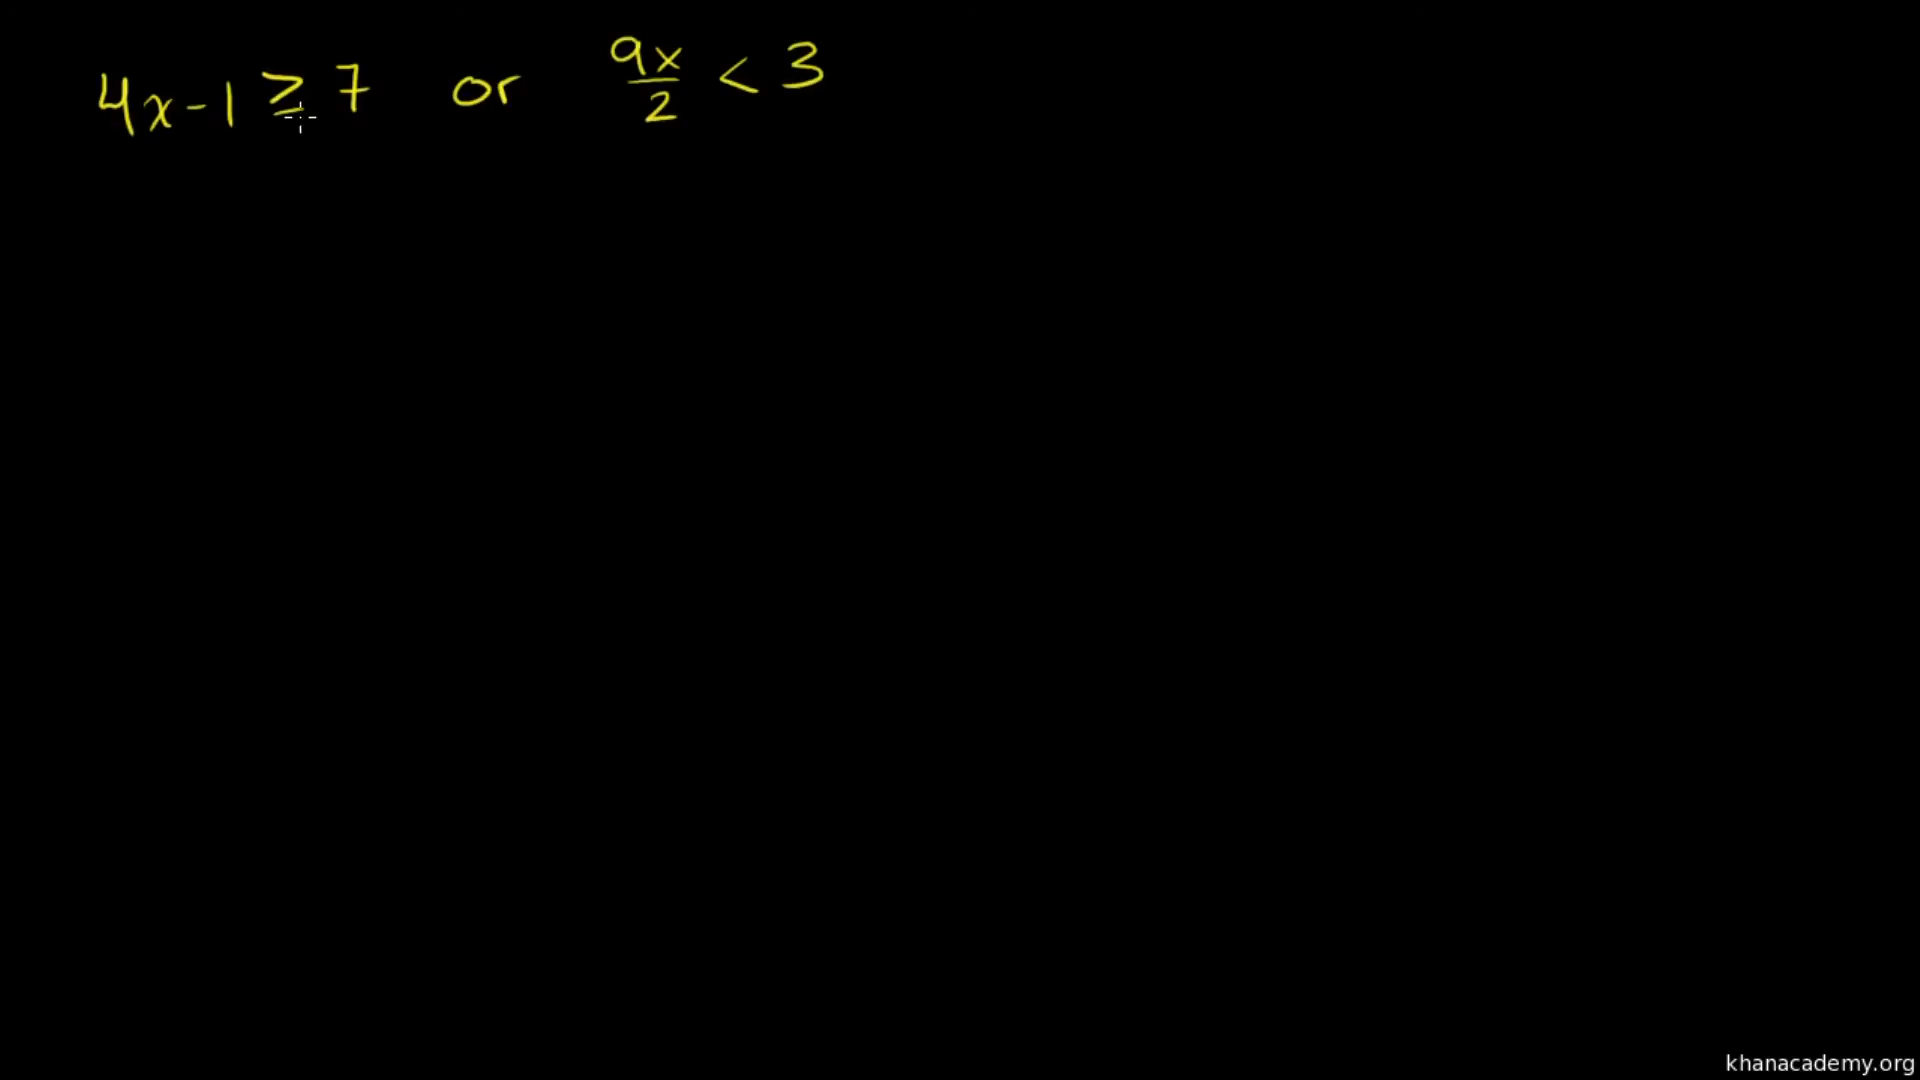 4x-1 ≥ 7 or 9x/2 < 3
khanacademy.org